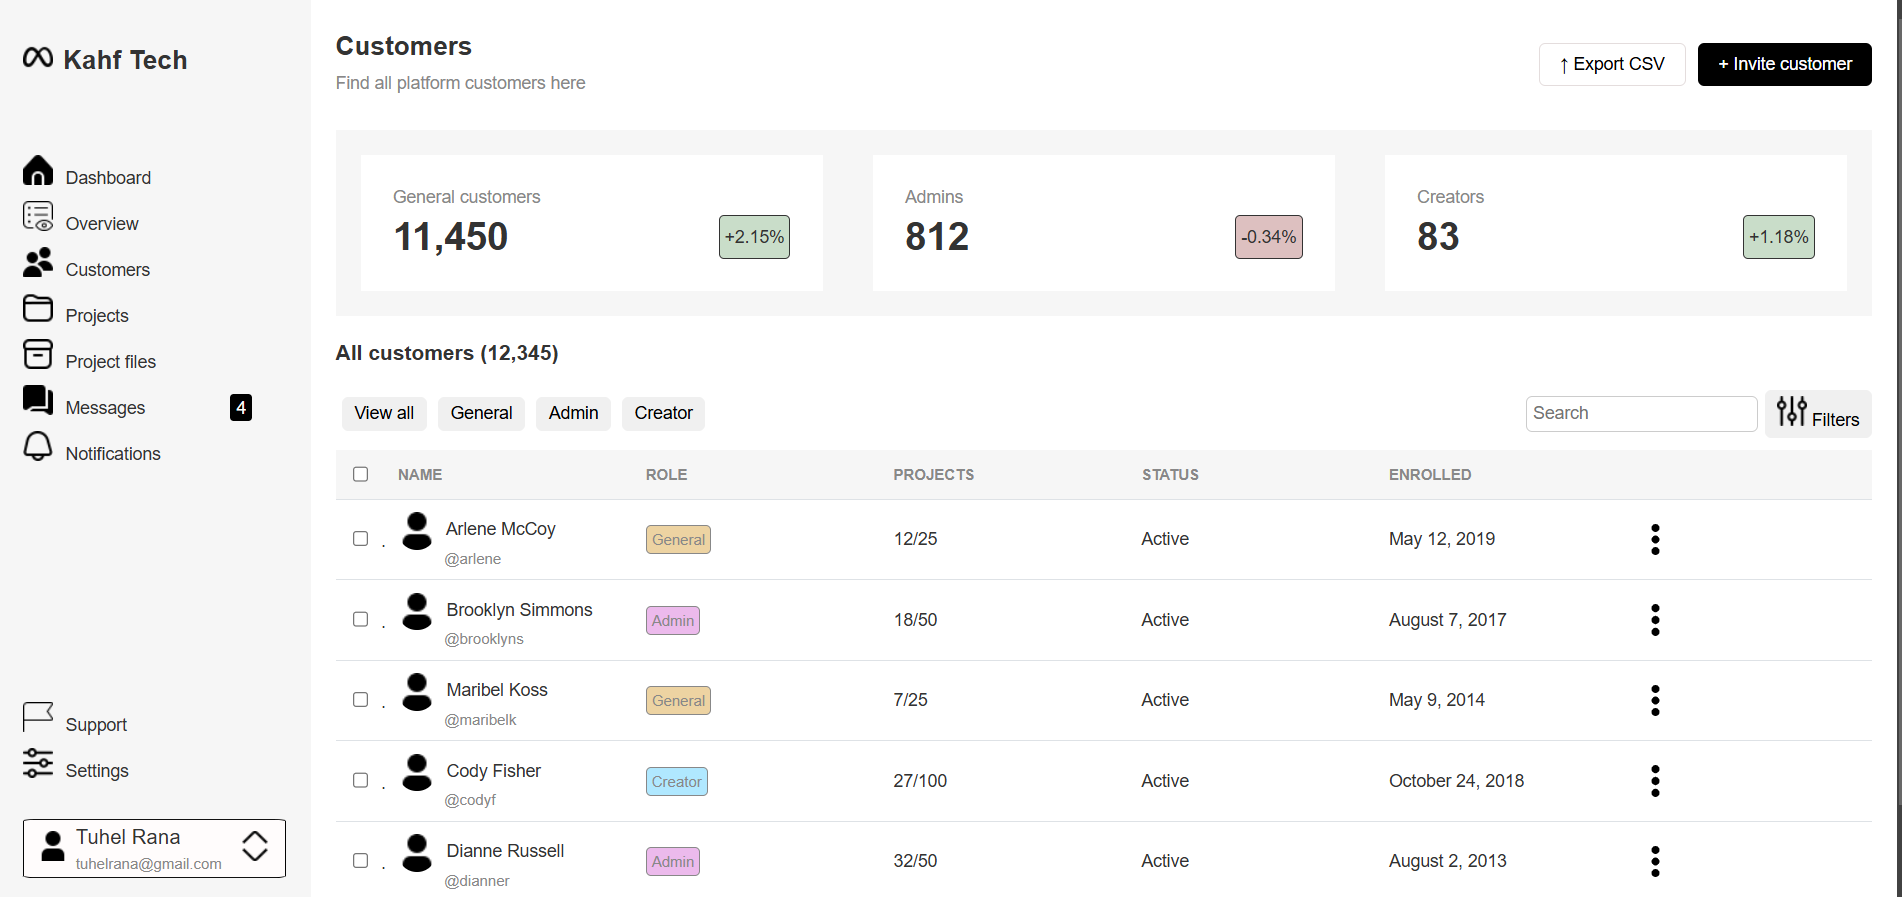 Kahf Tech
Dashboard
Overview
Customers
Projects
Project files
Messages 4
Notifications
Support
Settings
Tuhel Rana
tuhelrana@gmail.com
Customers
Find all platform customers here
↑ Export CSV
+ Invite customer
General customers
11,450
+2.15%
Admins
812
-0.34%
Creators
83
+1.18%
All customers (12,345)
View all General Admin Creator
Search Filters
NAME ROLE PROJECTS STATUS ENROLLED
. Arlene McCoy General 12/25 Active May 12, 2019
@arlene
. Brooklyn Simmons Admin 18/50 Active August 7, 2017
@brooklyns
. Maribel Koss General 7/25 Active May 9, 2014
@maribelk
. Cody Fisher Creator 27/100 Active October 24, 2018
@codyf
. Dianne Russell Admin 32/50 Active August 2, 2013
@dianner